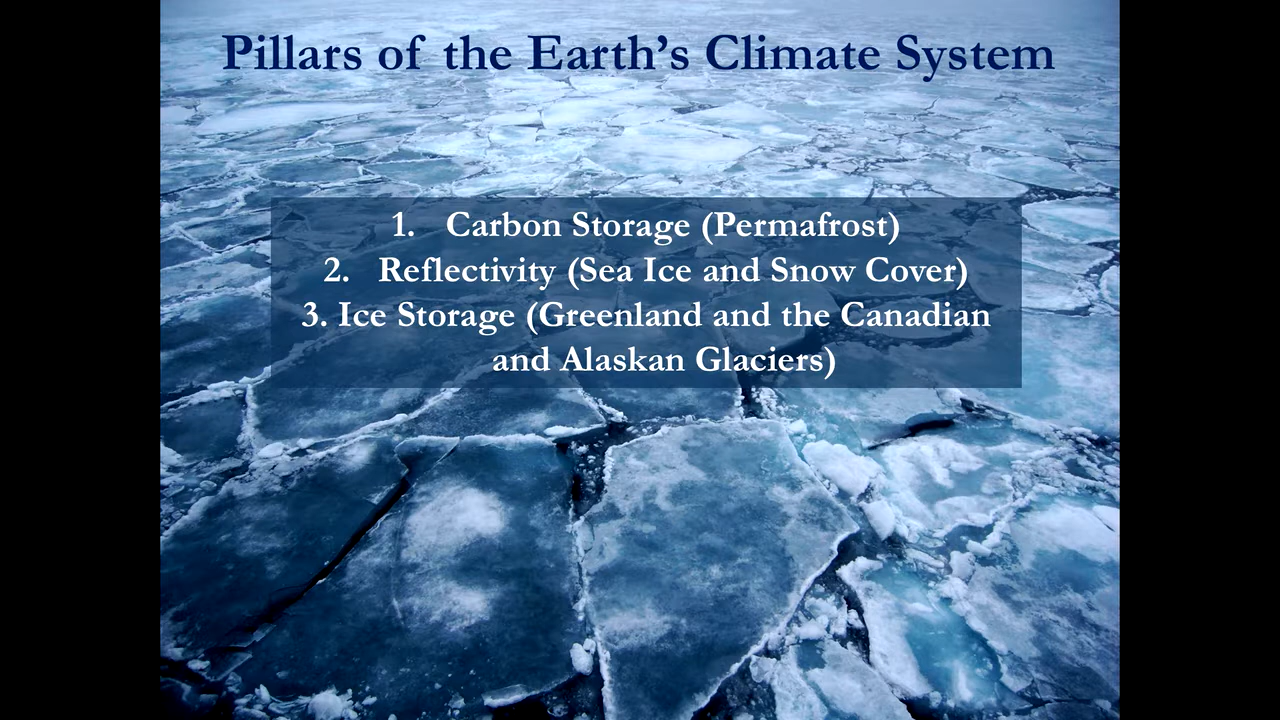 Pillars of the Earth’s Climate System
1. Carbon Storage (Permafrost)
2. Reflectivity (Sea Ice and Snow Cover)
3. Ice Storage (Greenland and the Canadian
and Alaskan Glaciers)